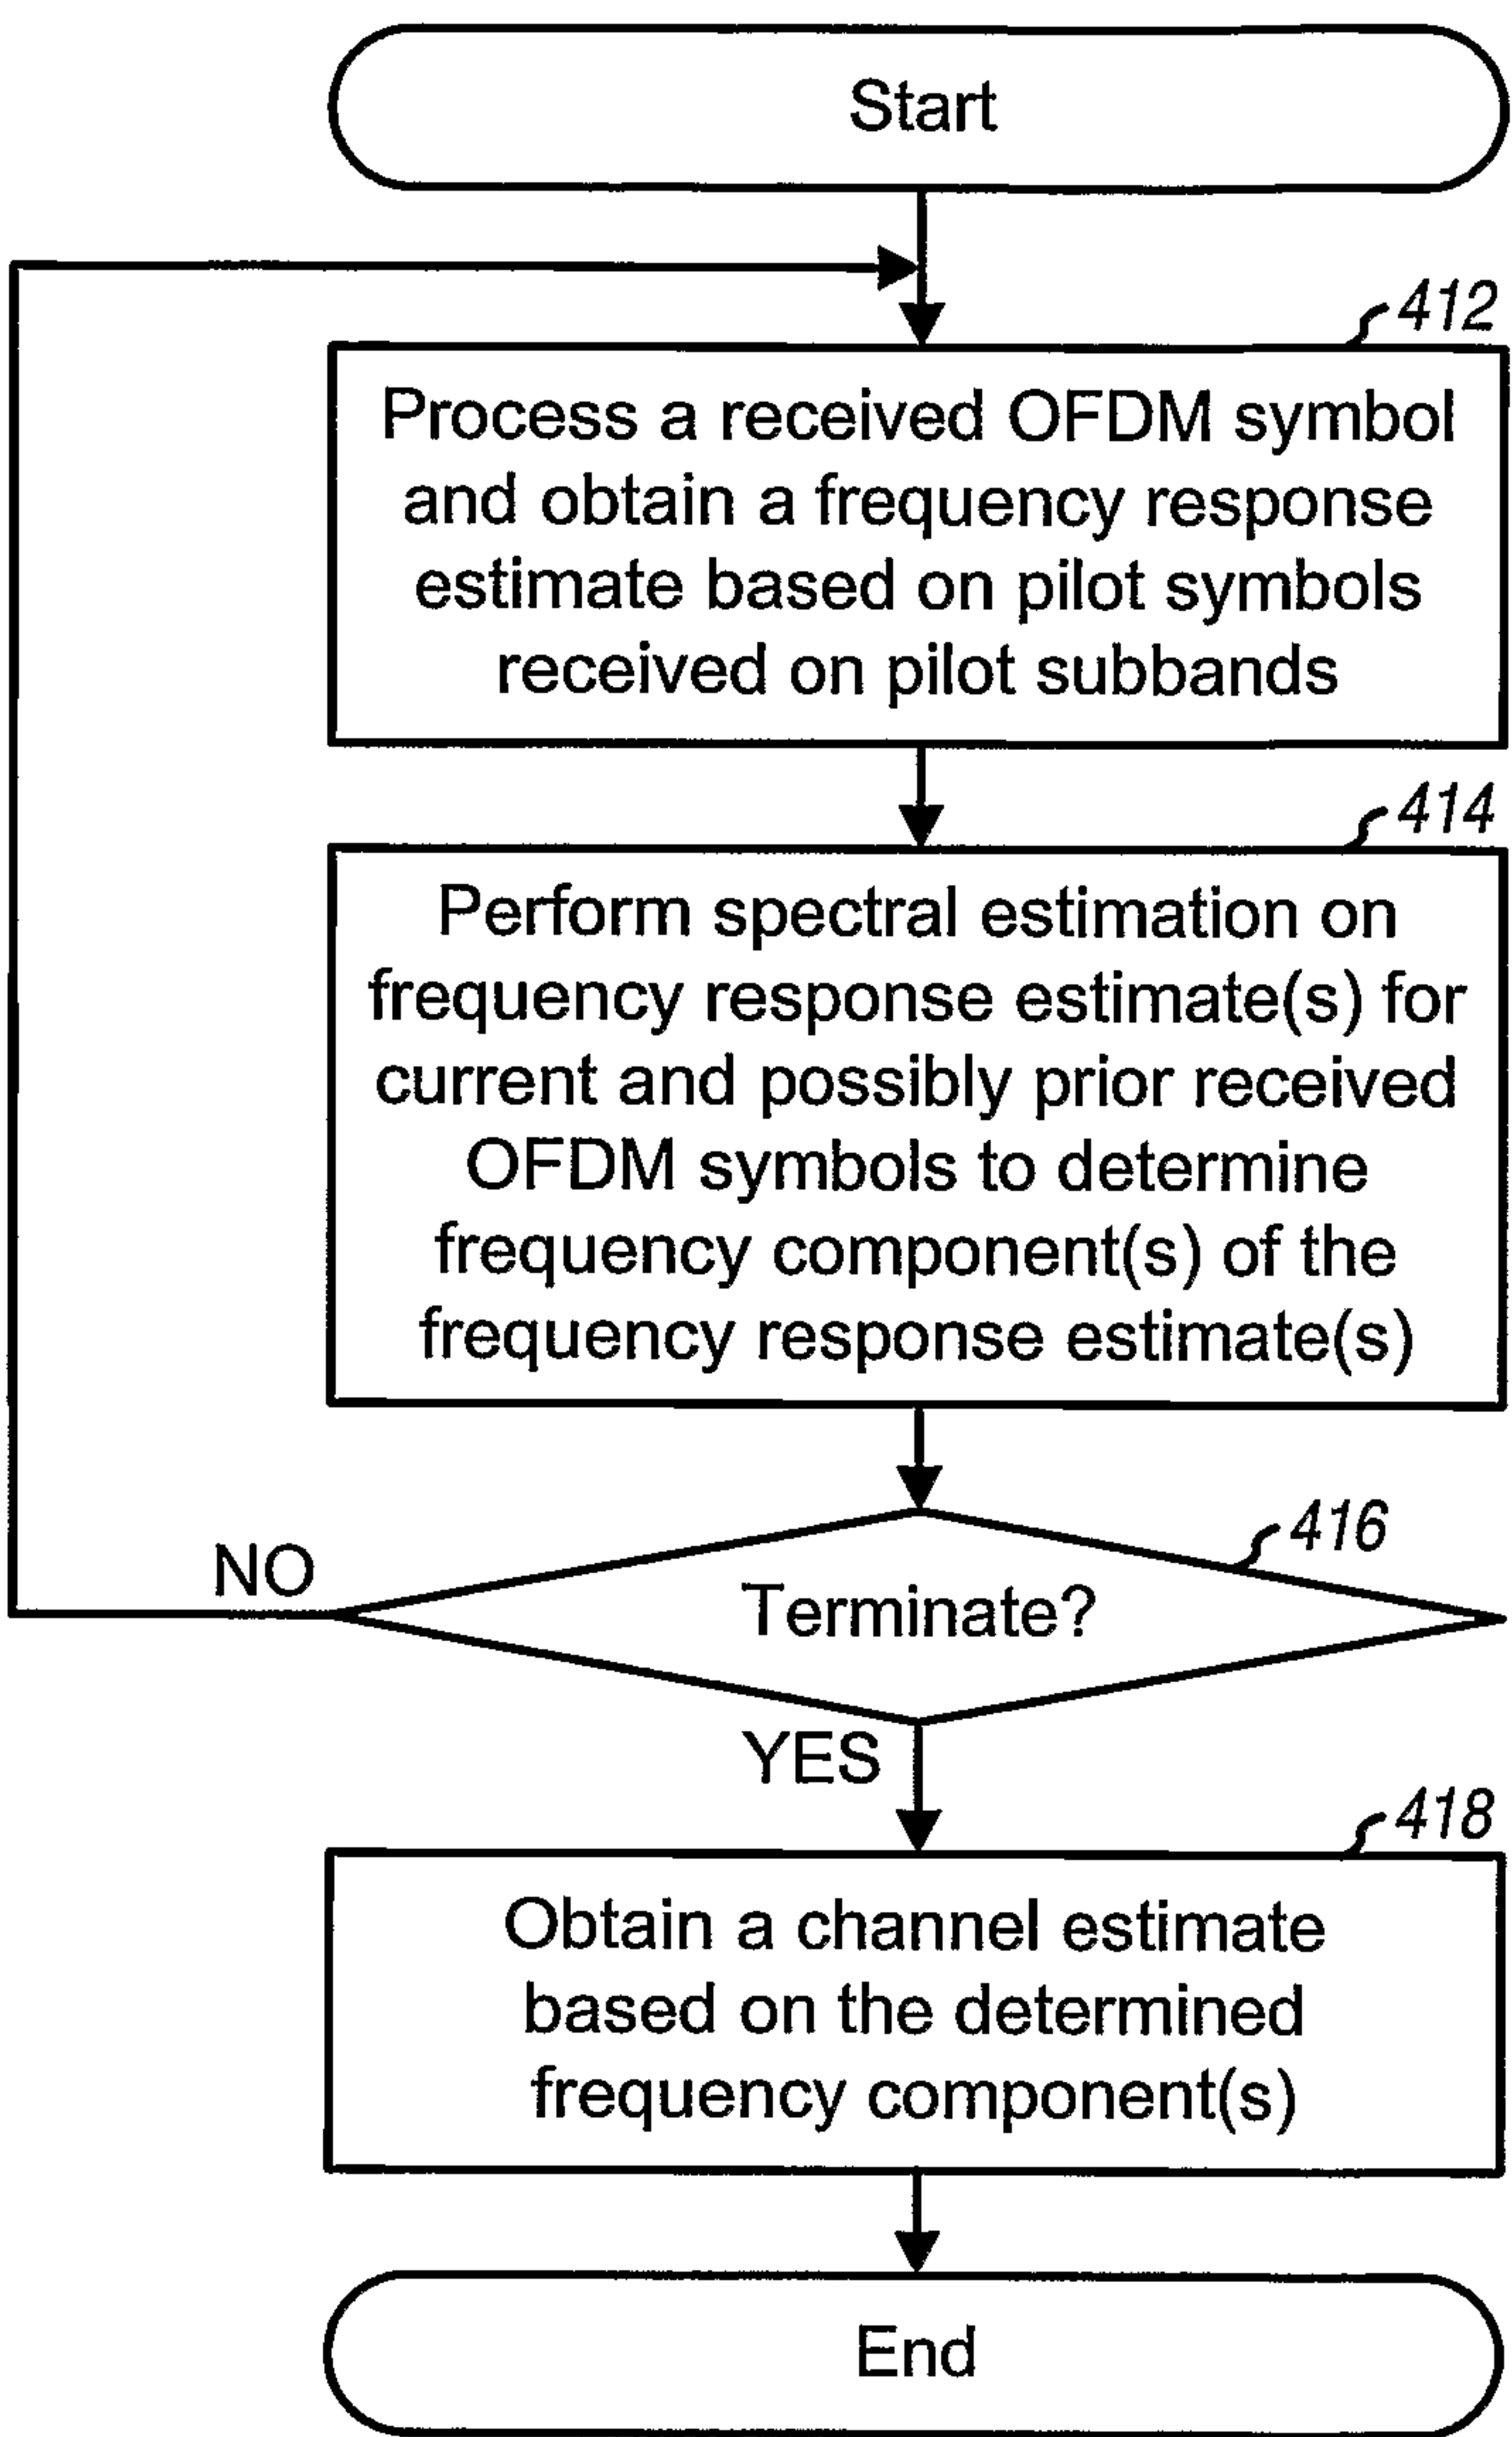 Start
412
Process a received OFDM symbol
and obtain a frequency response
estimate based on pilot symbols
received on pilot subbands
414
Perform spectral estimation on
frequency response estimate(s) for
current and possibly prior received
OFDM symbols to determine
frequency component(s) of the
frequency response estimate(s)
416
NO
Terminate?
YES
418
Obtain a channel estimate
based on the determined
frequency component(s)
End